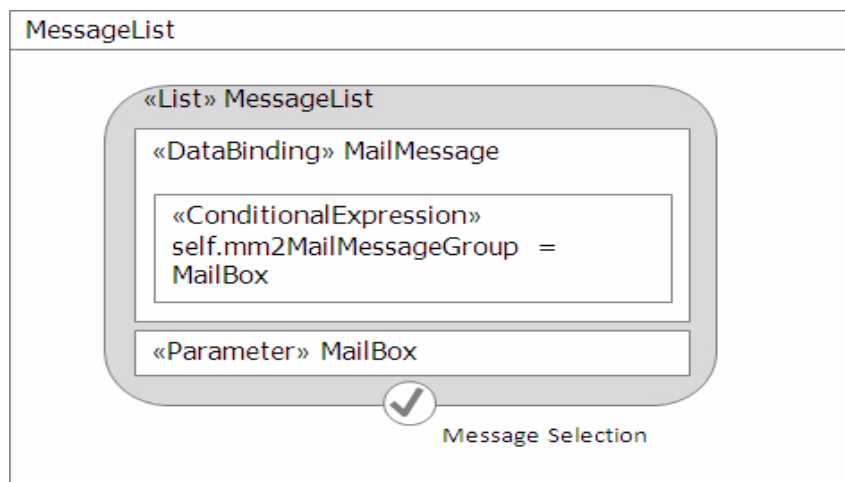 MessageList
«List» MessageList
«DataBinding» MailMessage
«ConditionalExpression»
self.mm2MailMessageGroup =
MailBox
«Parameter» MailBox
Message Selection